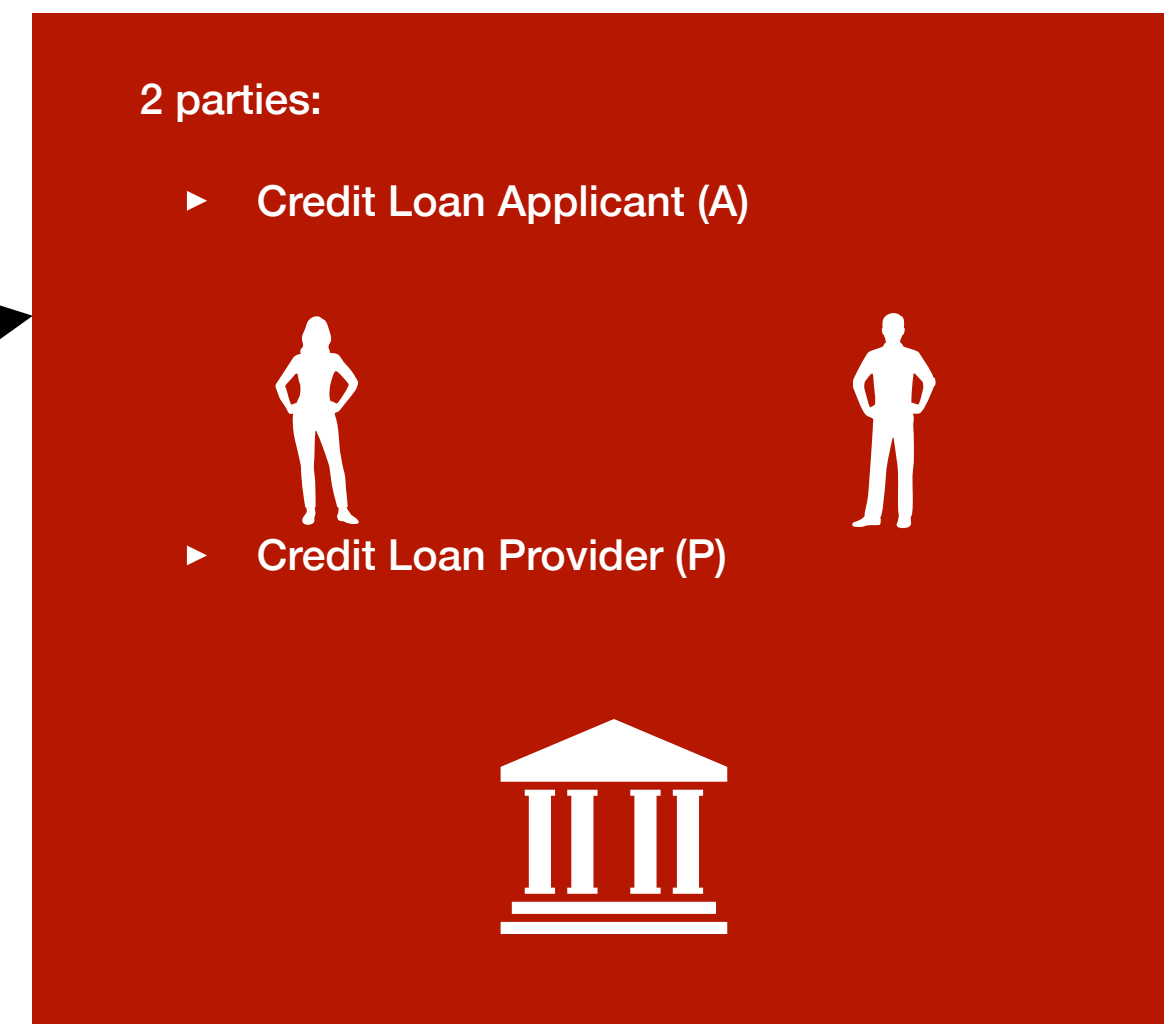 2 parties:
► Credit Loan Applicant (A)
► Credit Loan Provider (P)